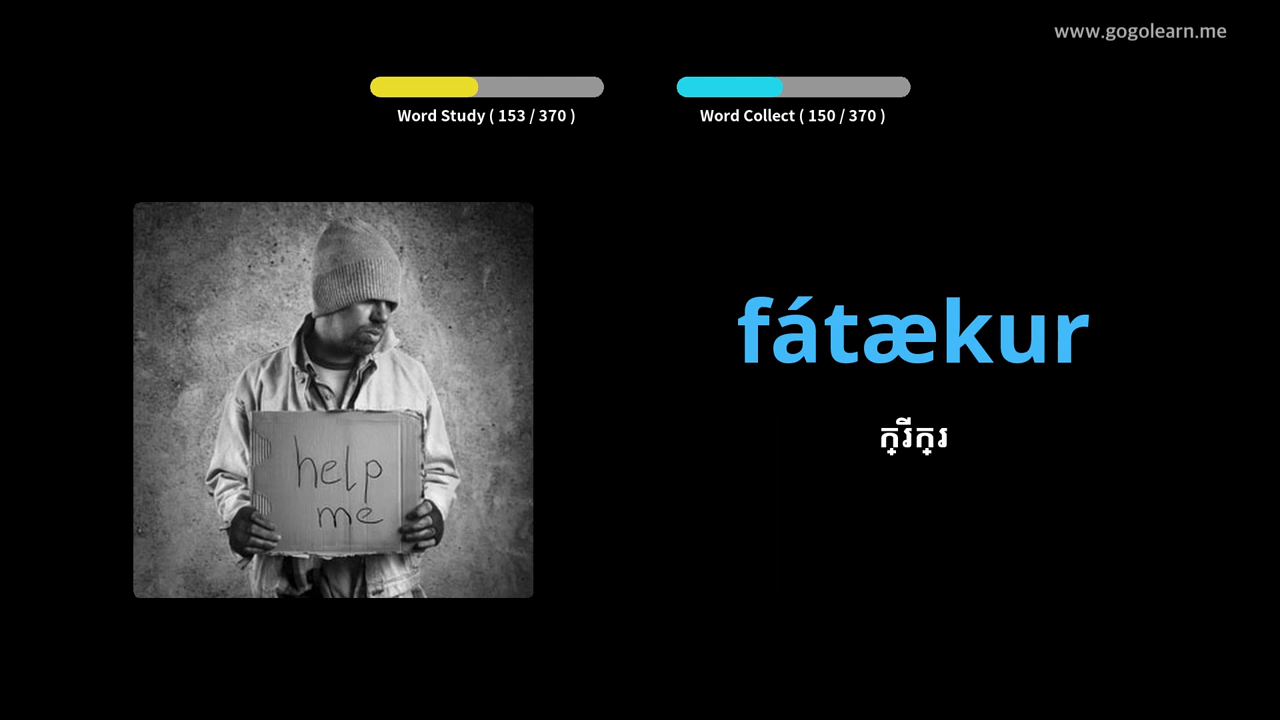 www.gogolearn.me
Word Study ( 153 / 370 )
Word Collect ( 150 / 370 )
help
me
fátækur
ក្រីក្រ